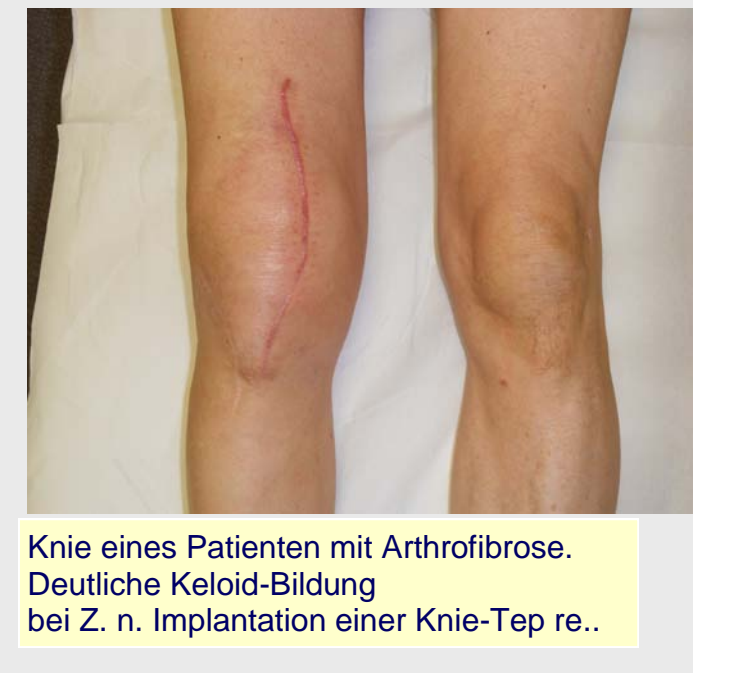 Knie eines Patienten mit Arthrofibrose.
Deutliche Keloid-Bildung
bei Z. n. Implantation einer Knie-Tep re..